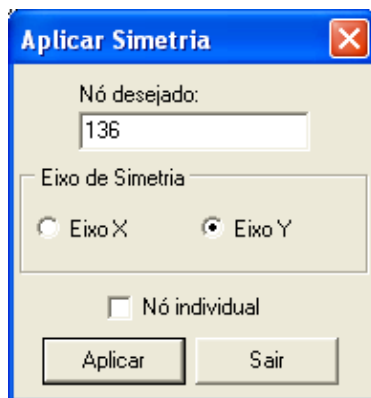 Aplicar Simetria
Nó desejado:
136
Eixo de Simetria
Eixo X Eixo Y
Nó individual
Aplicar Sair